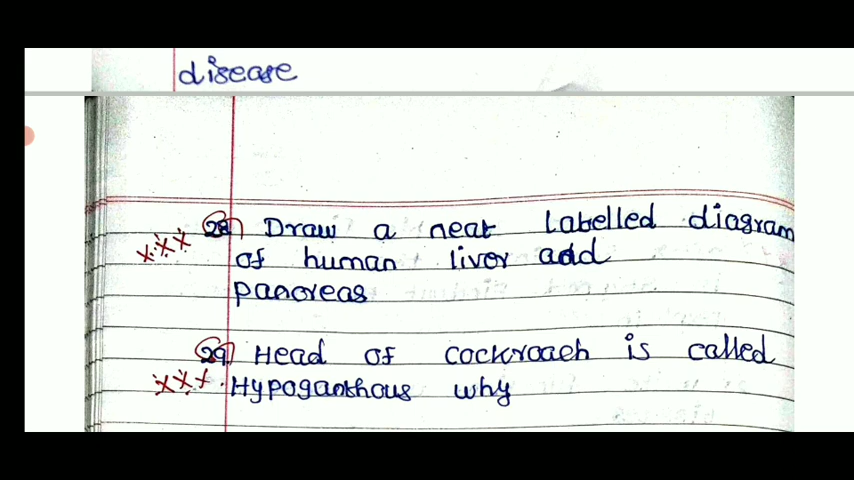 disease
28) Draw a neat labelled diagram
of human liver add
pancreas
29) Head of cockroach is called
Hypoganthous why